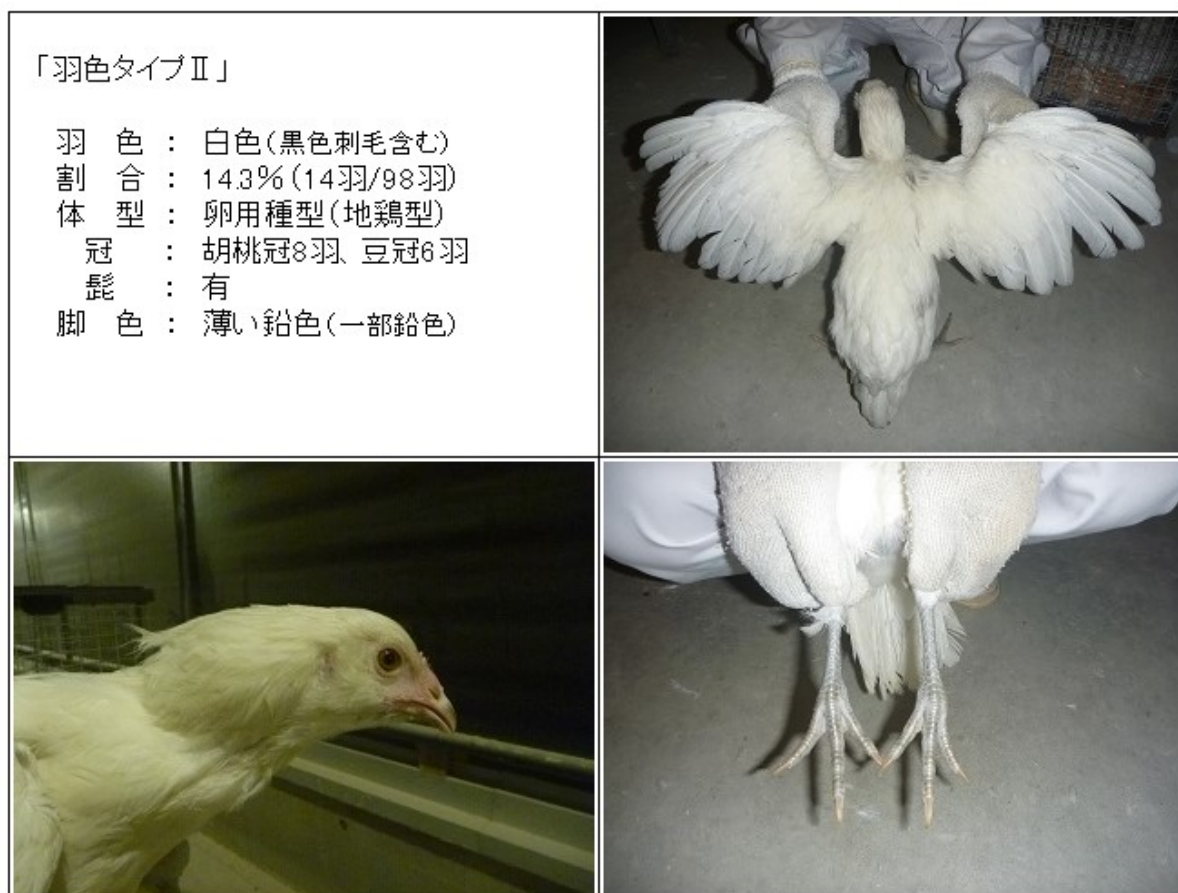 「羽色タイプⅡ」
羽 色 : 白色(黒色刺毛含む)
割 合 : 14.3%(14羽/98羽)
体 型 : 卵用種型(地鶏型)
冠 : 胡桃冠8羽、豆冠6羽
髭 : 有
脚 色 : 薄い鉛色(一部鉛色)